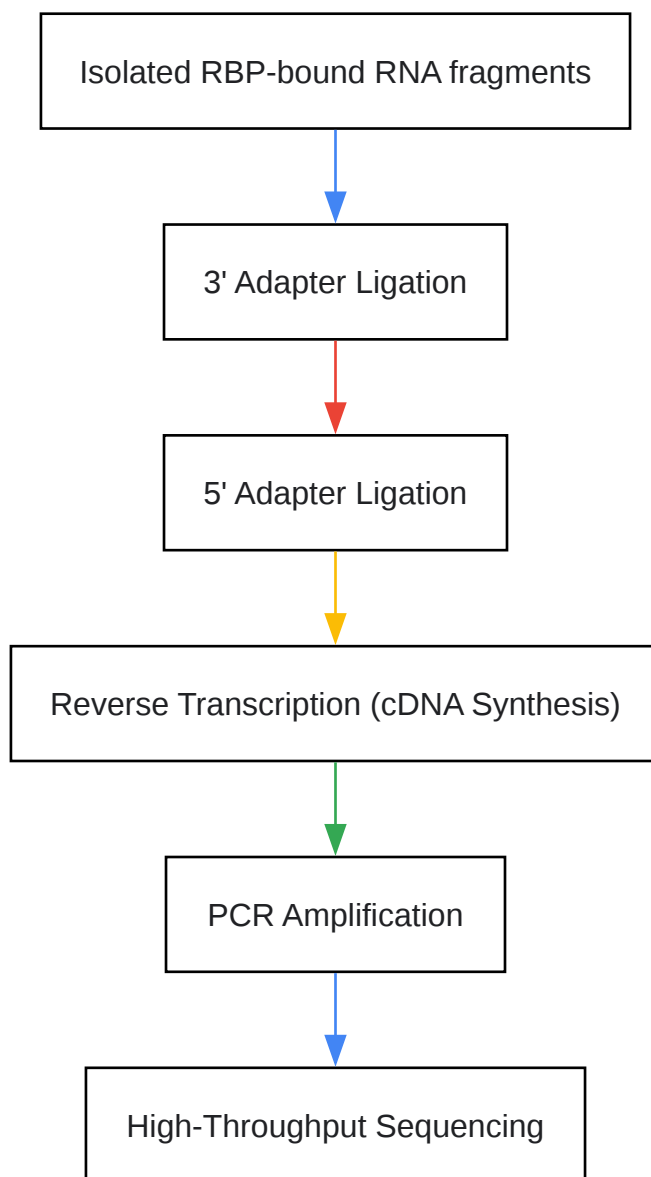 Isolated RBP-bound RNA fragments
3' Adapter Ligation
5' Adapter Ligation
Reverse Transcription (cDNA Synthesis)
PCR Amplification
High-Throughput Sequencing